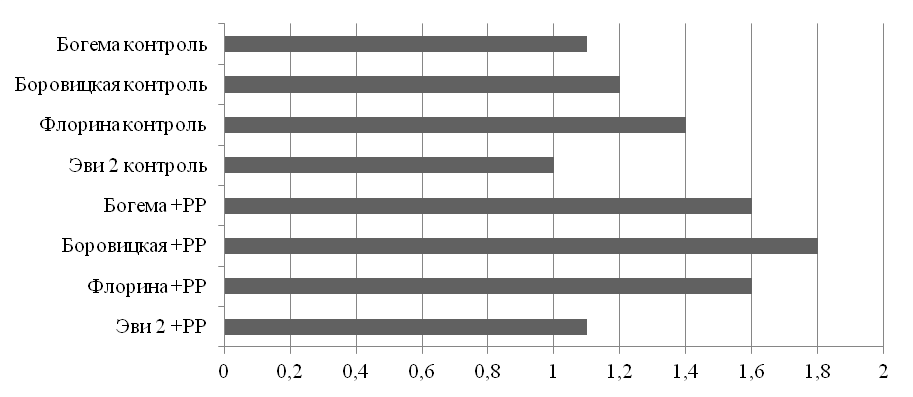 Богема контроль
Боровицкая контроль
Флорина контроль
Эви 2 контроль
Богема +РР
Боровицкая +РР
Флорина +РР
Эви 2 +РР
0 0,2 0,4 0,6 0,8 1 1,2 1,4 1,6 1,8 2